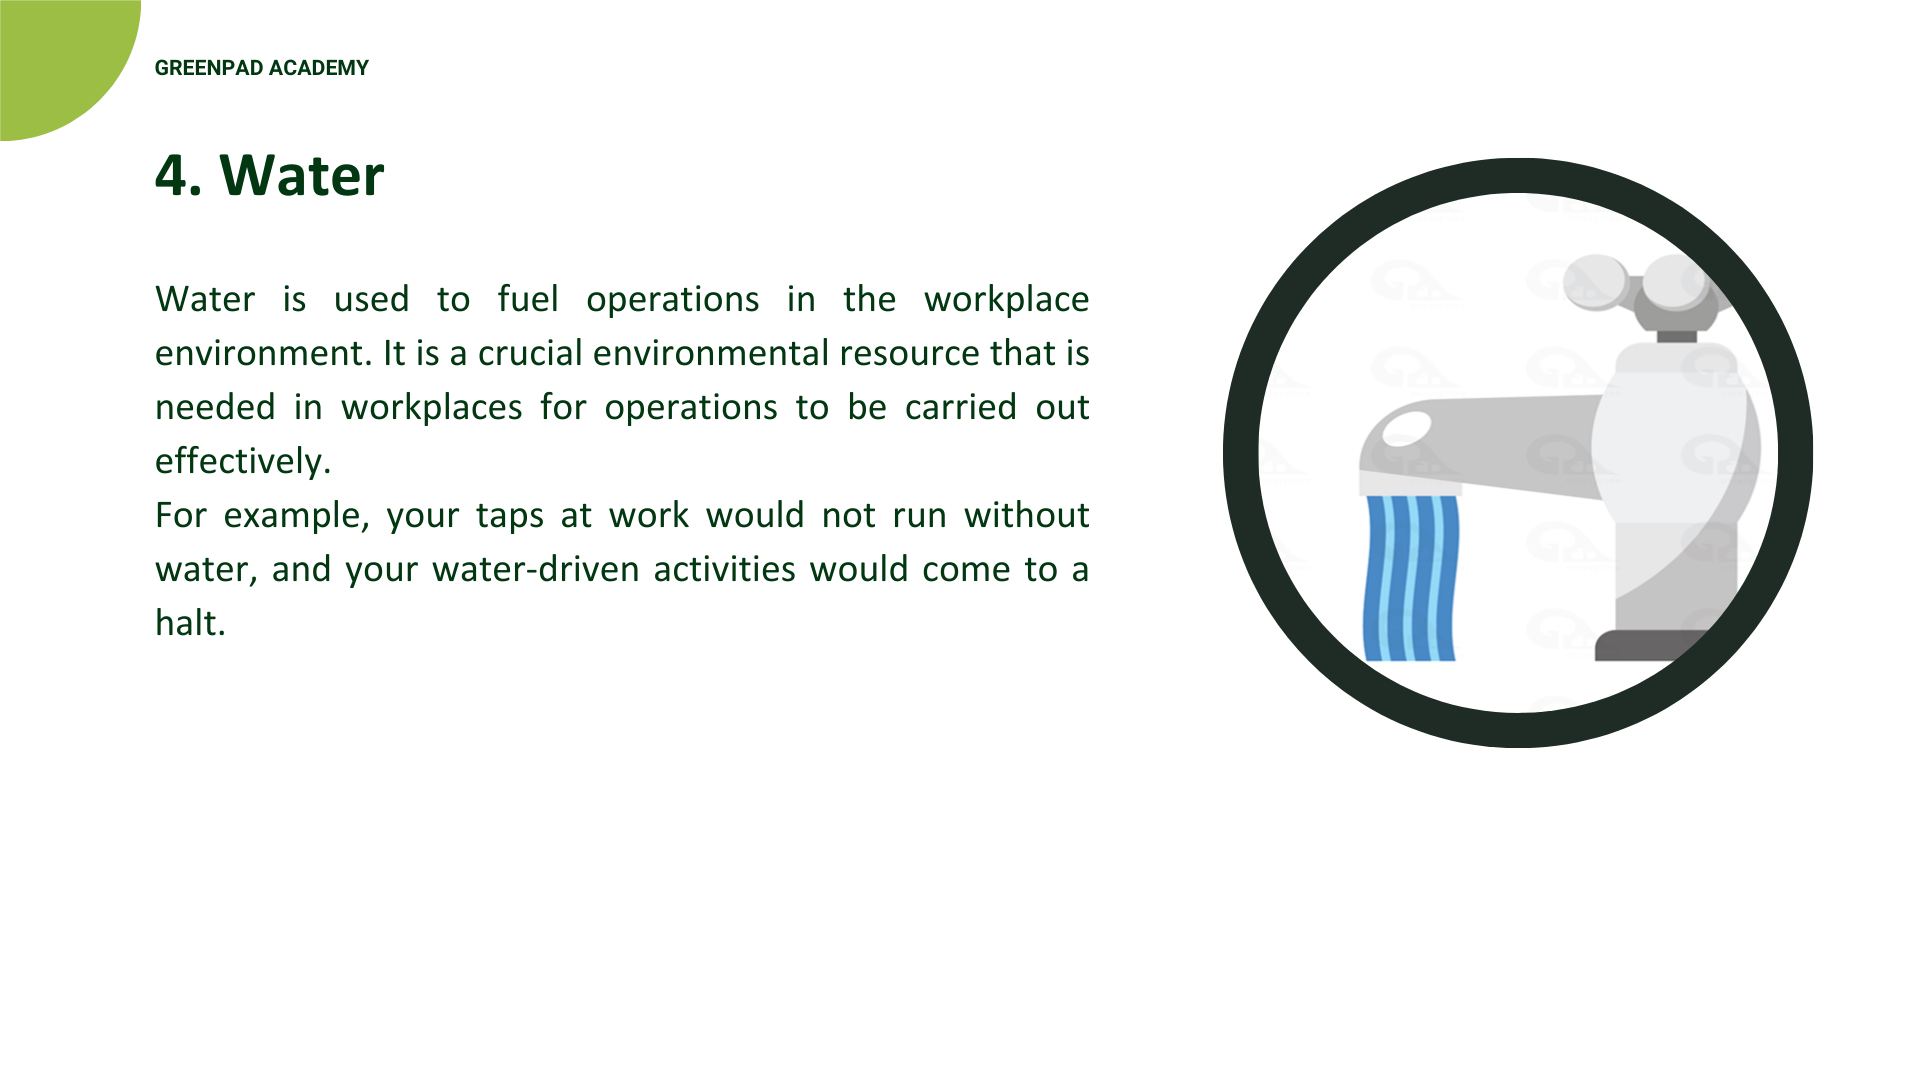 GREENPAD ACADEMY
4. Water
Water is used to fuel operations in the workplace
environment. It is a crucial environmental resource that is
needed in workplaces for operations to be carried out
effectively.
For example, your taps at work would not run without
water, and your water-driven activities would come to a
halt.